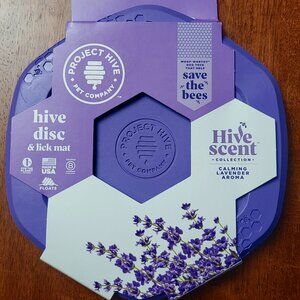 PROJECT HIVE
PET COMPANY
save
the
bees
hive
disc
& lick mat
USA
FLOATS
PROJECT HIVE
PET COMPANY
Hive
scent
COLLECTION
CALMING
LAVENDER
AROMA